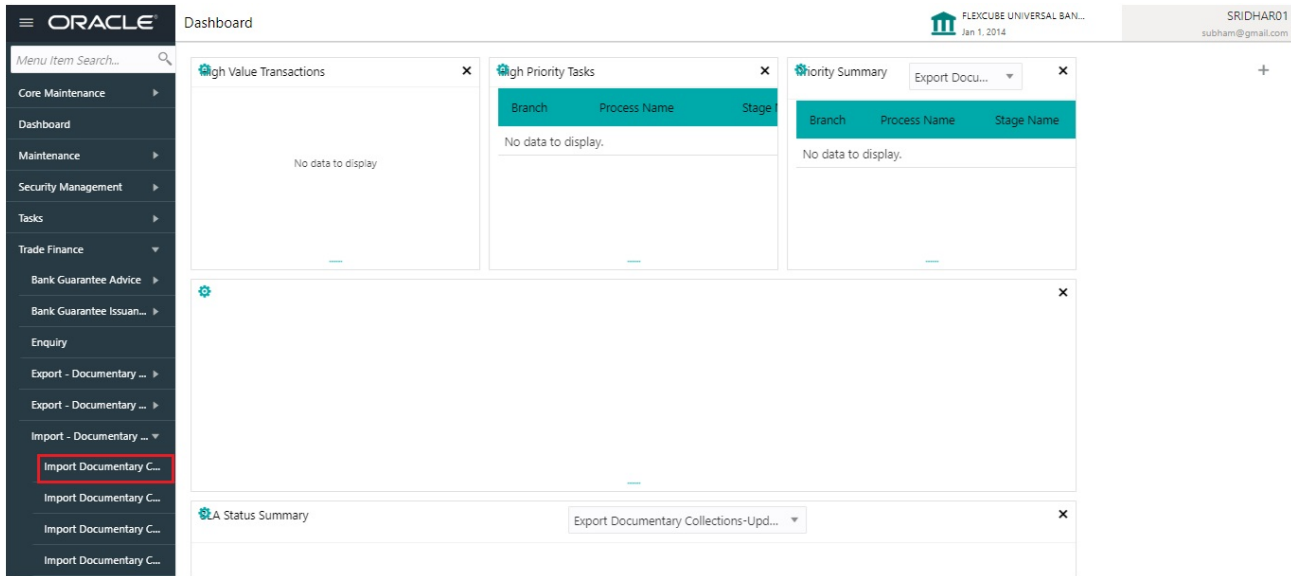 ORACLE
Dashboard
FLEXCUBE UNIVERSAL BAN...
Jan 1, 2014
SRIDHAR01
subham@gmail.com
Menu Item Search...
Core Maintenance
Dashboard
Maintenance
Security Management
Tasks
Trade Finance
Bank Guarantee Advice
Bank Guarantee Issuan...
Enquiry
Export - Documentary ...
Export - Documentary ...
Import - Documentary ...
Import Documentary C...
Import Documentary C...
Import Documentary C...
Import Documentary C...
High Value Transactions
No data to display
High Priority Tasks
Branch Process Name Stage
No data to display.
Priority Summary Export Docu...
Branch Process Name Stage Name
No data to display.
SLA Status Summary Export Documentary Collections-Upd...